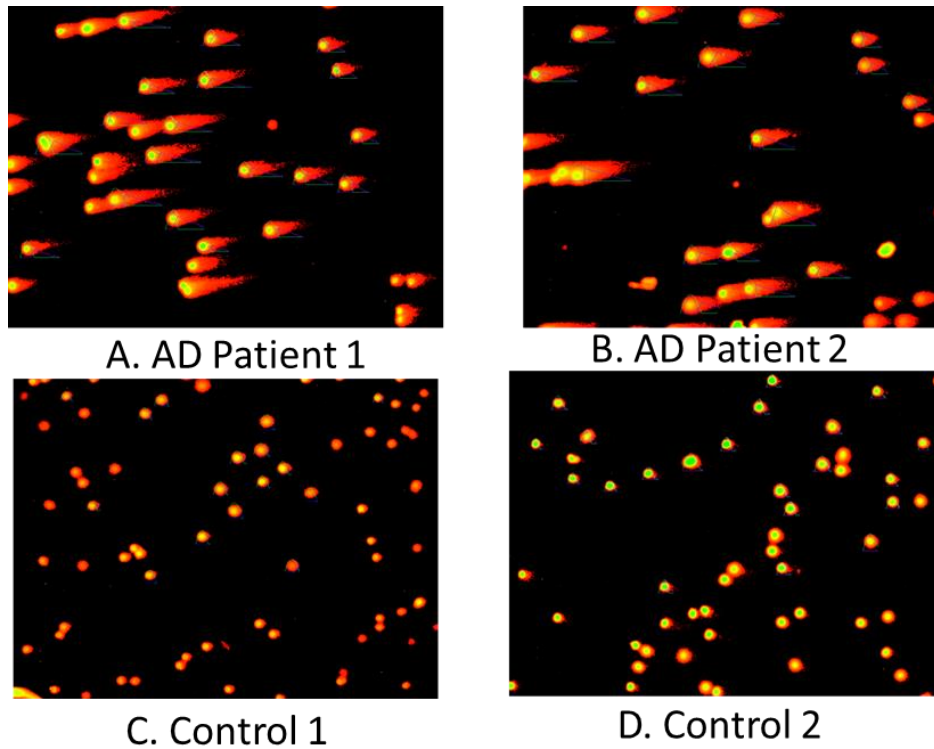 A. AD Patient 1
B. AD Patient 2
C. Control 1
D. Control 2